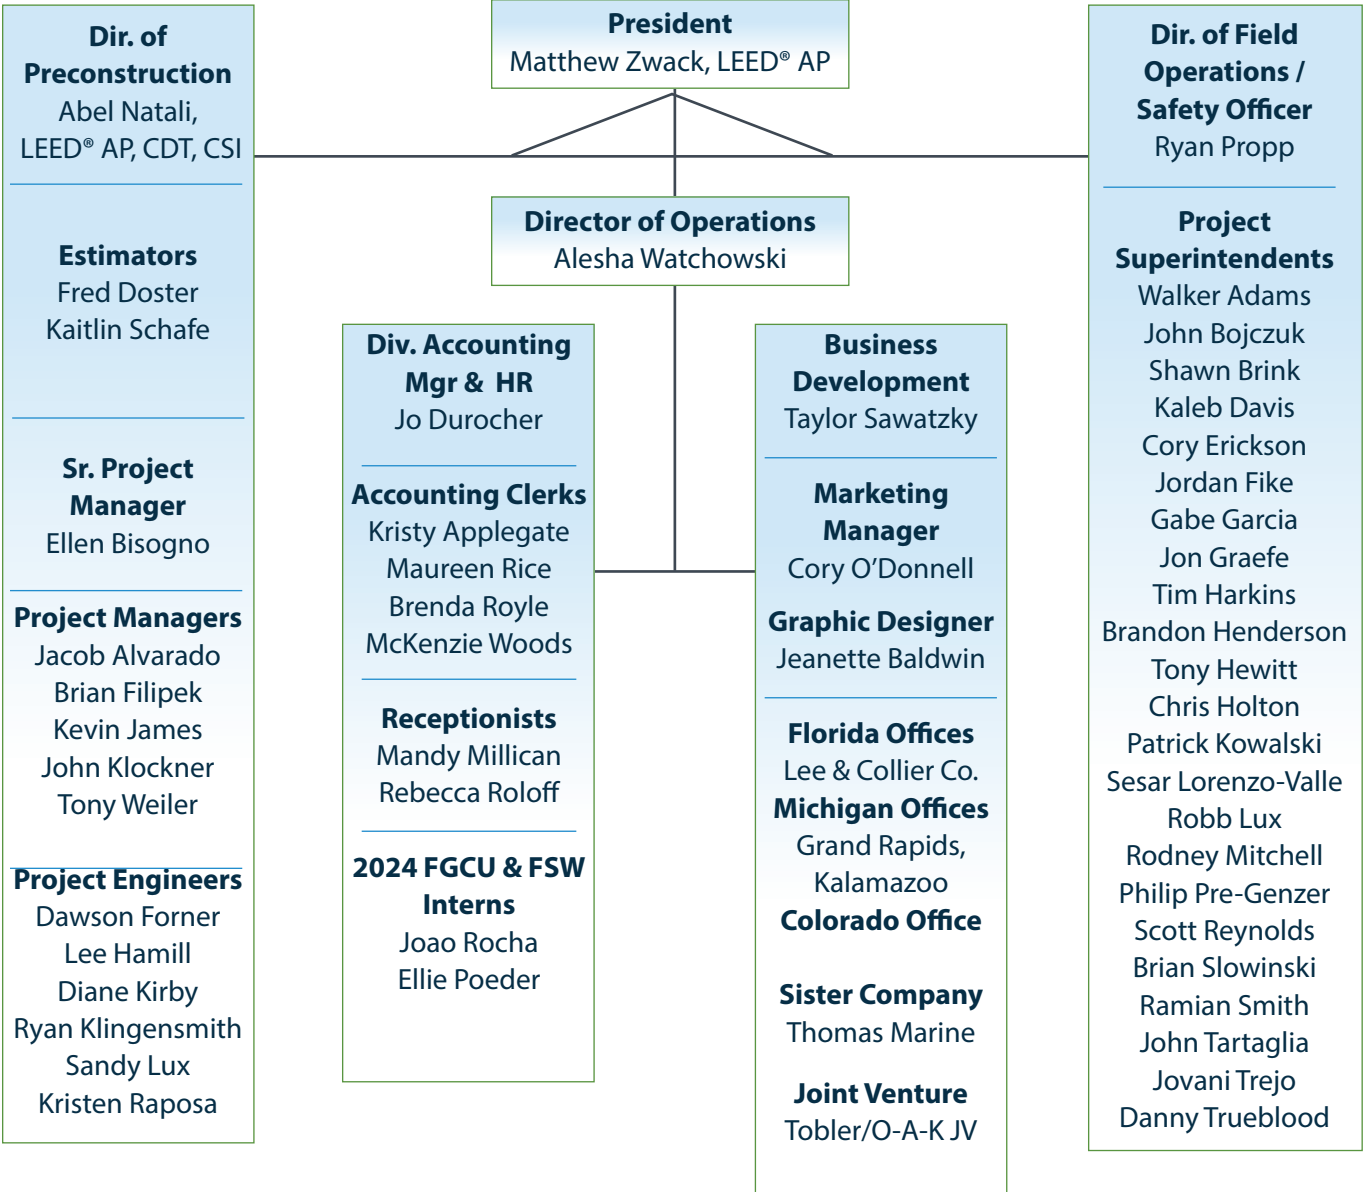 President
Matthew Zwack, LEED® AP
Dir. of
Preconstruction
Abel Natali,
LEED® AP, CDT, CSI
Estimators
Fred Doster
Kaitlin Schafe
Sr. Project
Manager
Ellen Bisogno
Project Managers
Jacob Alvarado
Brian Filipek
Kevin James
John Klockner
Tony Weiler
Project Engineers
Dawson Forner
Lee Hamill
Diane Kirby
Ryan Klingensmith
Sandy Lux
Kristen Raposa
Director of Operations
Alesha Watchowski
Div. Accounting
Mgr & HR
Jo Durocher
Accounting Clerks
Kristy Applegate
Maureen Rice
Brenda Royle
McKenzie Woods
Receptionists
Mandy Millican
Rebecca Roloff
2024 FGCU & FSW
Interns
Joao Rocha
Ellie Poeder
Business
Development
Taylor Sawatzky
Marketing
Manager
Cory O’Donnell
Graphic Designer
Jeanette Baldwin
Florida Offices
Lee & Collier Co.
Michigan Offices
Grand Rapids,
Kalamazoo
Colorado Office
Sister Company
Thomas Marine
Joint Venture
Tobler/O-A-K JV
Dir. of Field
Operations /
Safety Officer
Ryan Propp
Project
Superintendents
Walker Adams
John Bojczuk
Shawn Brink
Kaleb Davis
Cory Erickson
Jordan Fike
Gabe Garcia
Jon Graefe
Tim Harkins
Brandon Henderson
Tony Hewitt
Chris Holton
Patrick Kowalski
Sesar Lorenzo-Valle
Robb Lux
Rodney Mitchell
Philip Pre-Genzer
Scott Reynolds
Brian Slowinski
Ramian Smith
John Tartaglia
Jovani Trejo
Danny Trueblood